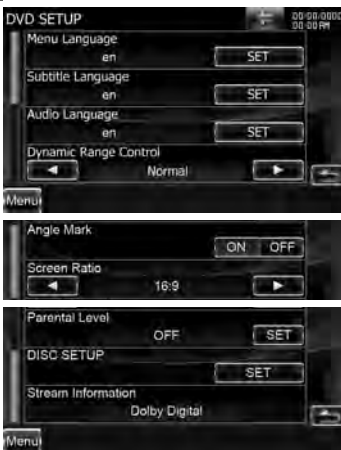 DVD SETUP 00/00/0000
00:00 PM
Menu Language
en SET
Subtitle Language
en SET
Audio Language
en SET
Dynamic Range Control
Normal
Menu
Angle Mark
ON OFF
Screen Ratio
16:9
Parental Level
OFF SET
DISC SETUP
SET
Stream Information
Dolby Digital
Menu